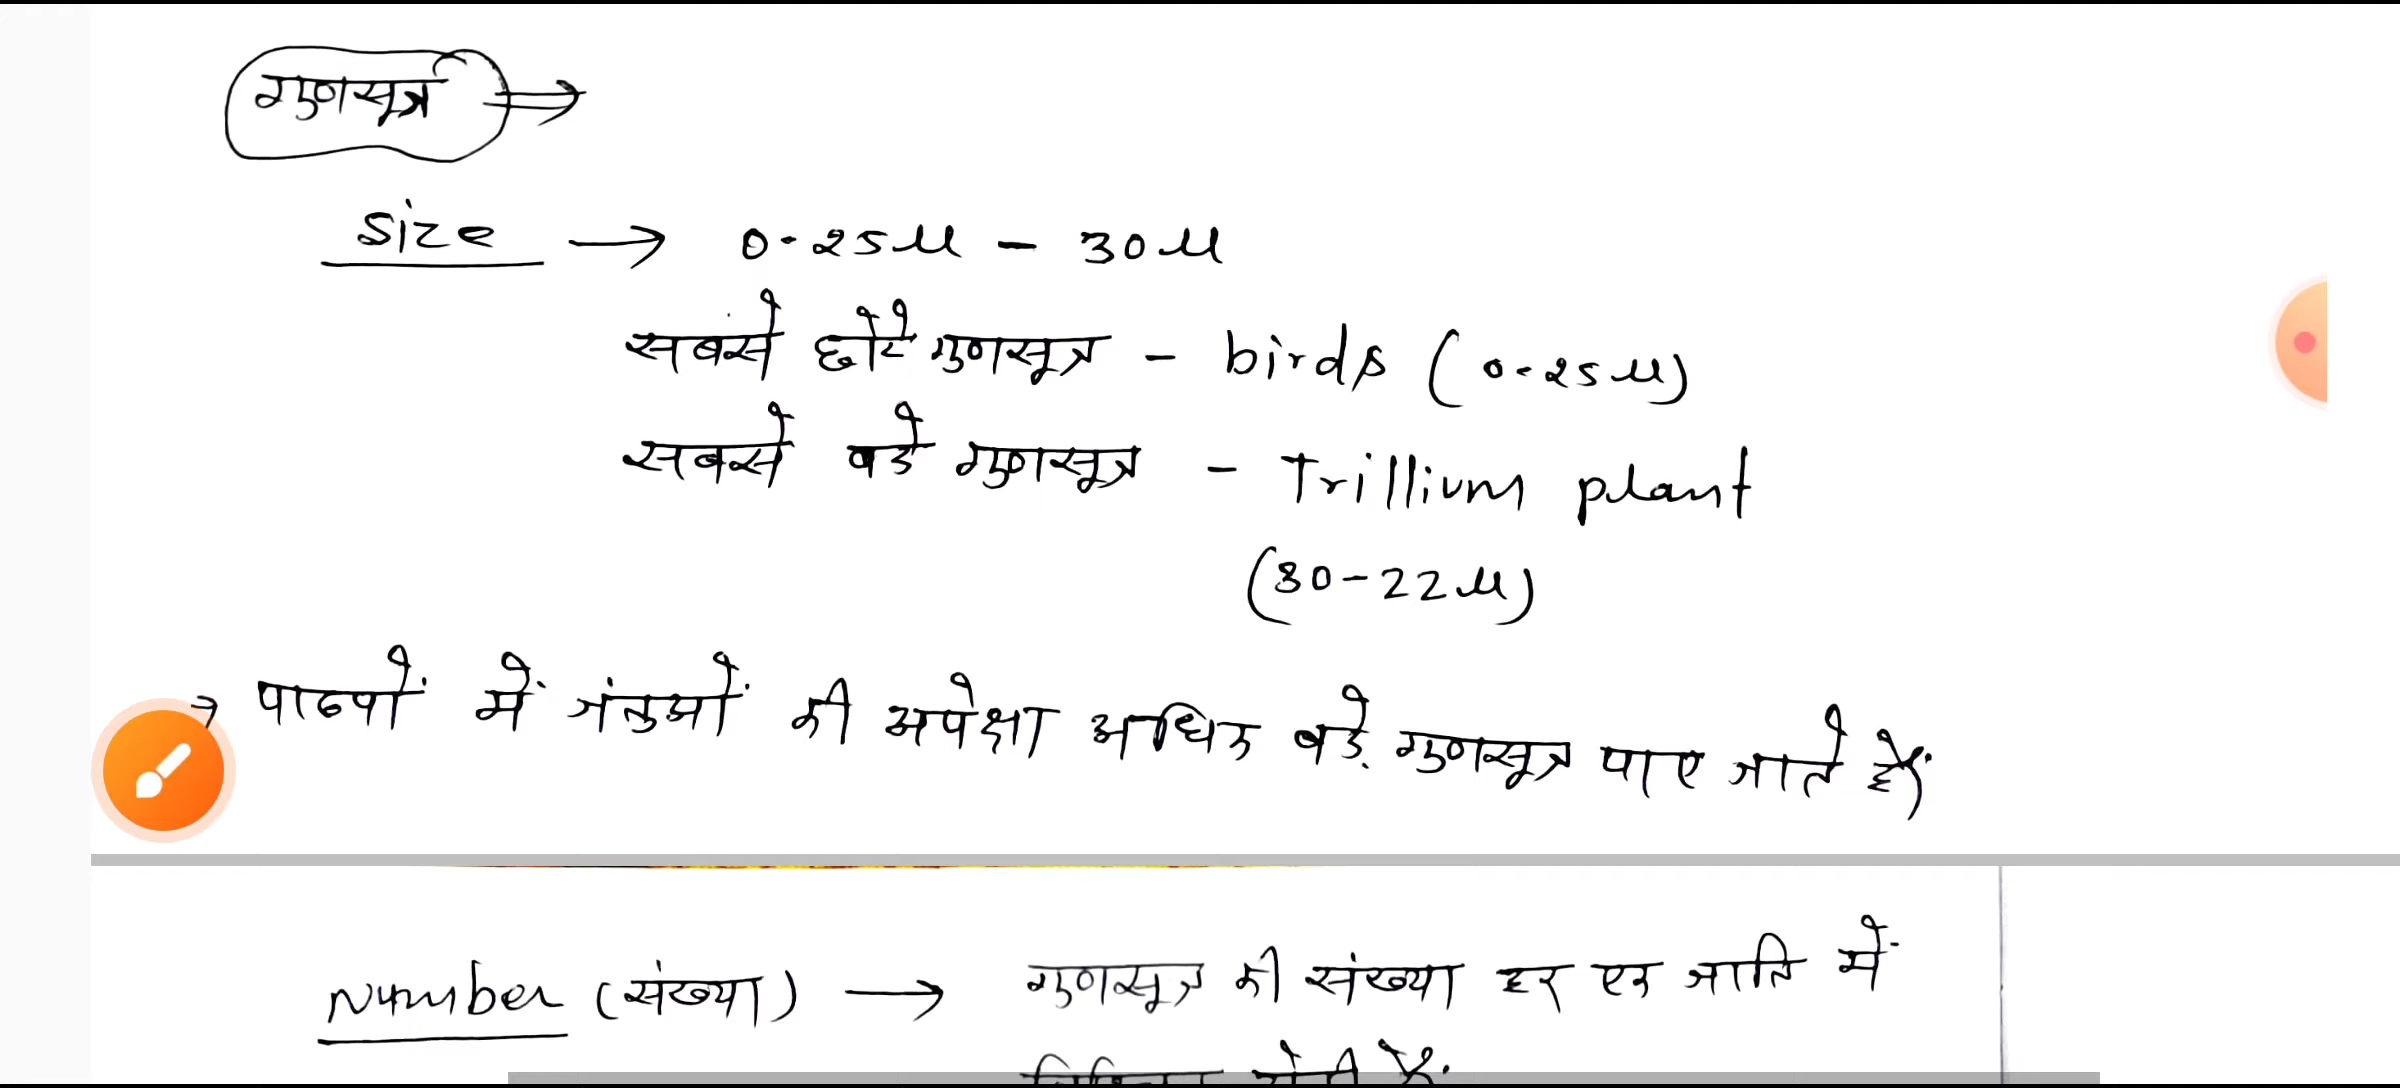 गुणसूत्र ⇒
Size → 0.25µ - 30µ
सबसे छोटे गुणसूत्र - birds (0.25µ)
सबसे बडे गुणसूत्र - Trillium plant
(30-22µ)
→ पादपों में जंतुओं की अपेक्षा अधिक बड़े गुणसूत्र पाए जाते हैं
Number (संख्या) → गुणसूत्र की संख्या हर एक जाति में
होती है